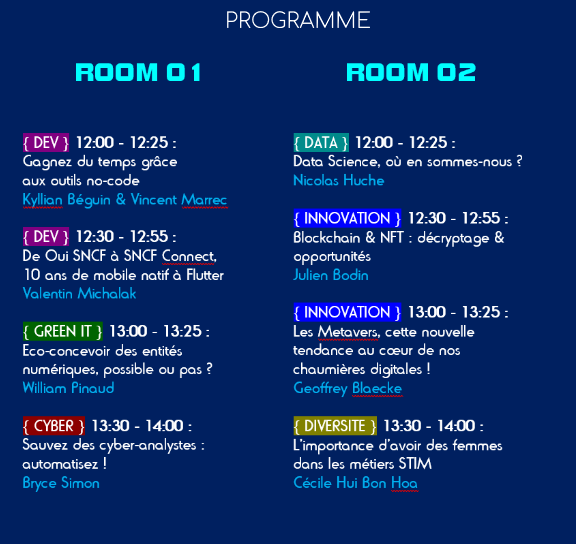 PROGRAMME
ROOM 01
{ DEV } 12:00 - 12:25 :
Gagnez du temps grâce
aux outils no-code
Kyllian Béguin & Vincent Marrec
{ DEV } 12:30 - 12:55 :
De Oui SNCF à SNCF Connect,
10 ans de mobile natif à Flutter
Valentin Michalak
{ GREEN IT } 13:00 - 13:25 :
Eco-concevoir des entités
numériques, possible ou pas ?
William Pinaud
{ CYBER } 13:30 - 14:00 :
Sauvez des cyber-analystes :
automatisez !
Bryce Simon
ROOM 02
{ DATA } 12:00 - 12:25 :
Data Science, où en sommes-nous ?
Nicolas Huche
{ INNOVATION } 12:30 - 12:55 :
Blockchain & NFT : décryptage &
opportunités
Julien Bodin
{ INNOVATION } 13:00 - 13:25 :
Les Metavers, cette nouvelle
tendance au cœur de nos
chaumières digitales !
Geoffrey Blaecke
{ DIVERSITE } 13:30 - 14:00 :
L'importance d'avoir des femmes
dans les métiers STIM
Cécile Hui Bon Hoa